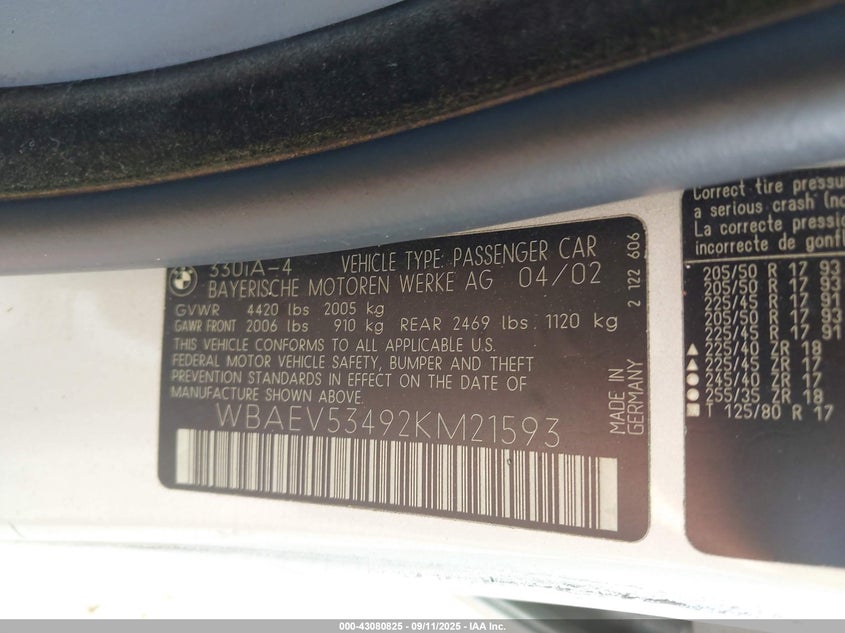 330iA-4 VEHICLE TYPE: PASSENGER CAR
BAYERISCHE MOTOREN WERKE AG 04/02
GVWR 4420 lbs 2005 kg
GAWR FRONT 2006 lbs 910 kg REAR 2469 lbs 1120 kg
THIS VEHICLE CONFORMS TO ALL APPLICABLE U.S.
FEDERAL MOTOR VEHICLE SAFETY, BUMPER AND THEFT
PREVENTION STANDARDS IN EFFECT ON THE DATE OF
MANUFACTURE SHOWN ABOVE.
WBAEV53492KM21593
MADE IN
GERMANY
2 122 606
Correct tire pressu
a serious crash (no
La correcte pressi
incorrecte de gonfl
205/50 R 17 93
205/50 R 17 93
225/45 R 17 91
205/50 R 17 93
225/45 R 17 91
▲ 225/40 ZR 18
▲ 225/45 ZR 17
● 245/40 ZR 17
● 255/35 ZR 18
■ T 125/80 R 17
000-43080825 - 09/11/2025 - IAA Inc.